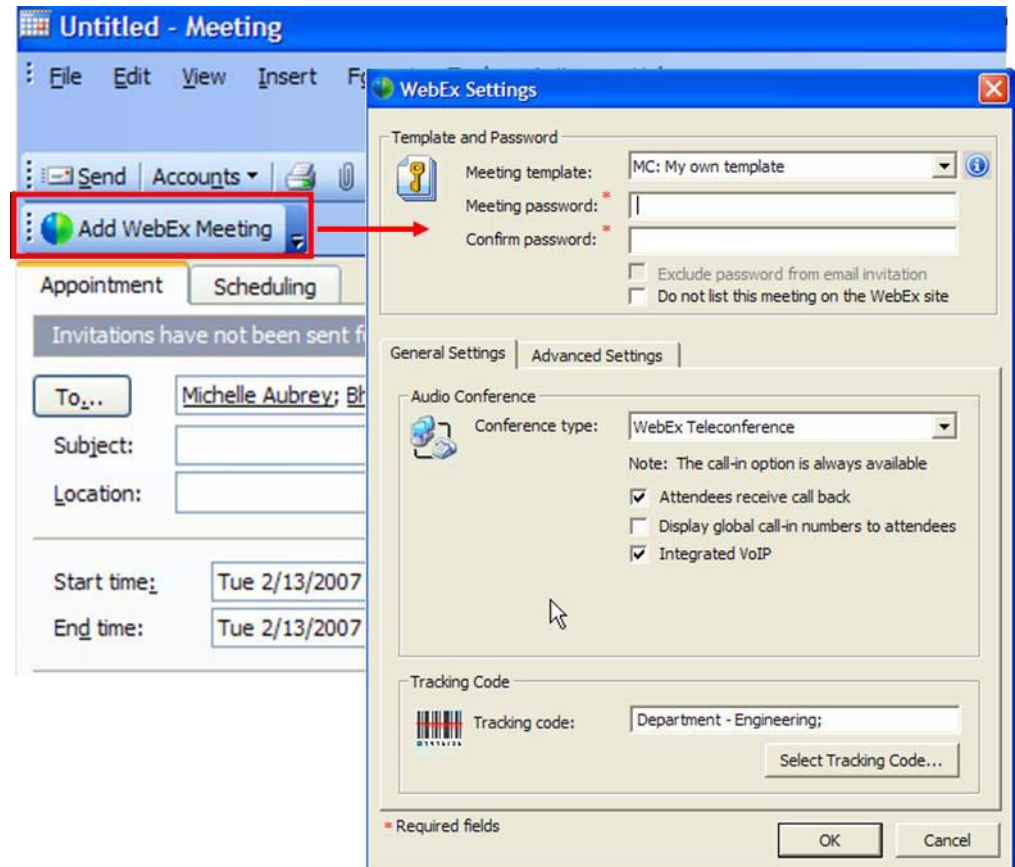 Untitled - Meeting
File Edit View Insert
Send Accounts
Add WebEx Meeting
Appointment Scheduling
Invitations have not been sent
To... Michelle Aubrey;
Subject:
Location:
Start time: Tue 2/13/2007
End time: Tue 2/13/2007
WebEx Settings
Template and Password
Meeting template: MC: My own template
Meeting password: *
Confirm password: *
Exclude password from email invitation
Do not list this meeting on the WebEx site
General Settings Advanced Settings
Audio Conference
Conference type: WebEx Teleconference
Note: The call-in option is always available
Attendees receive call back
Display global call-in numbers to attendees
Integrated VoIP
Tracking Code
Tracking code: Department - Engineering;
Select Tracking Code...
* Required fields
OK Cancel